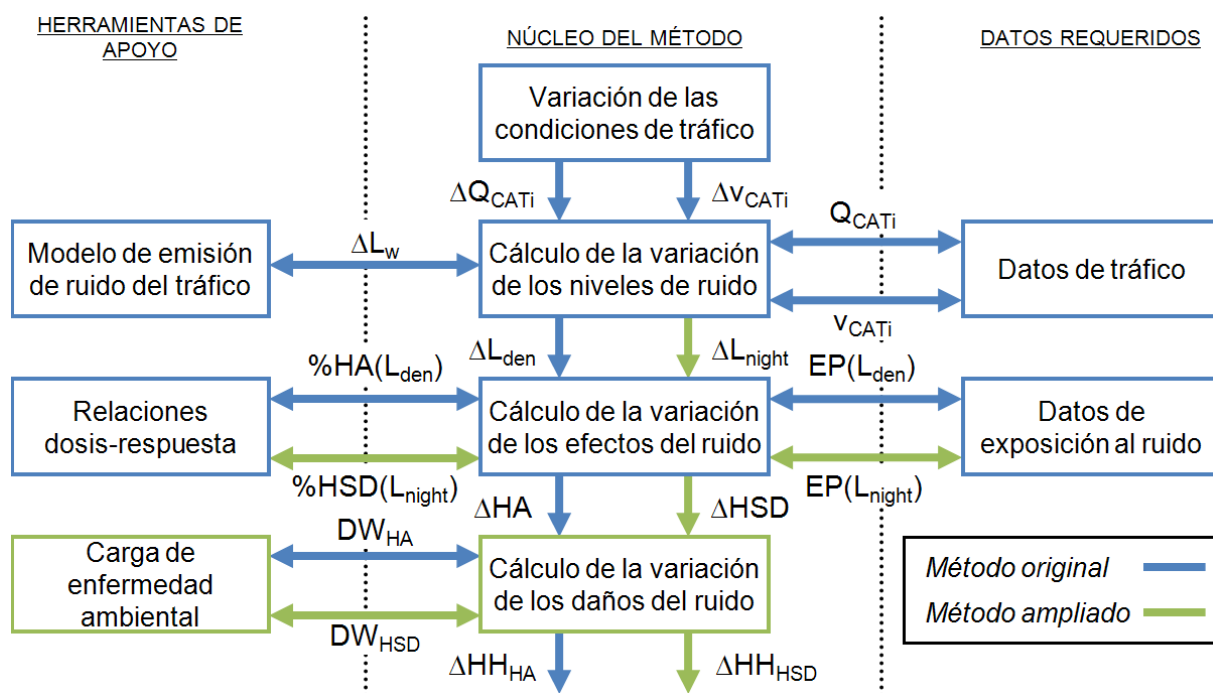 HERRAMIENTAS DE
APOYO
NÚCLEO DEL MÉTODO
DATOS REQUERIDOS
Variación de las
condiciones de tráfico
ΔQCATi
ΔvCATi
Modelo de emisión
de ruido del tráfico
ΔLw
Cálculo de la variación
de los niveles de ruido
QCATi
vCATi
Datos de tráfico
ΔLden
ΔLnight
Relaciones
dosis-respuesta
%HA(Lden)
%HSD(Lnight)
Cálculo de la variación
de los efectos del ruido
EP(Lden)
EP(Lnight)
Datos de
exposición al ruido
ΔHA
ΔHSD
Carga de
enfermedad
ambiental
DWHA
DWHSD
Cálculo de la variación
de los daños del ruido
ΔHHHA
ΔHHHSD
Método original
Método ampliado